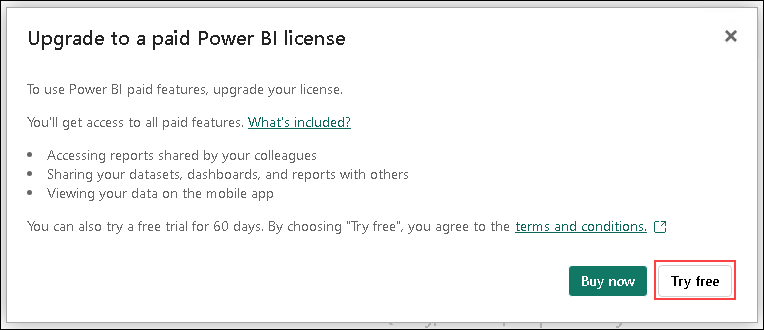 Upgrade to a paid Power BI license
To use Power BI paid features, upgrade your license.
You'll get access to all paid features. What's included?
• Accessing reports shared by your colleagues
• Sharing your datasets, dashboards, and reports with others
• Viewing your data on the mobile app
You can also try a free trial for 60 days. By choosing "Try free", you agree to the terms and conditions.
Buy now Try free